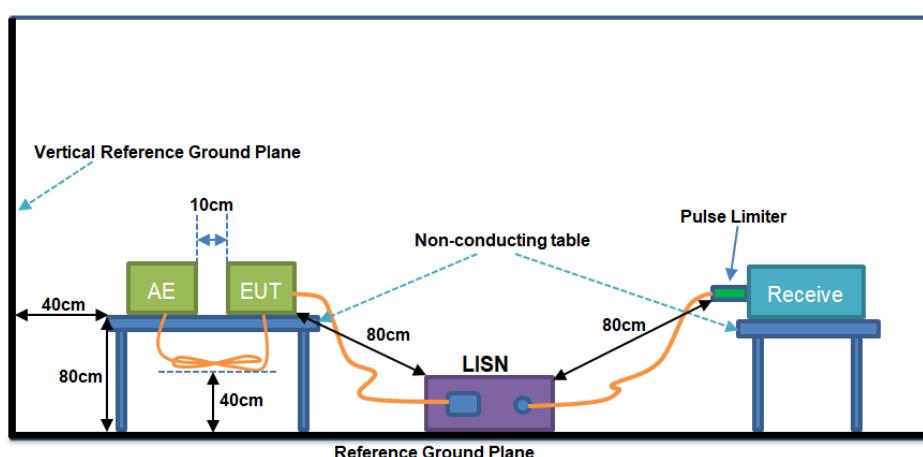 Vertical Reference Ground Plane
10cm
Non-conducting table
Pulse Limiter
AE
EUT
Receive
40cm
80cm
80cm
LISN
80cm
40cm
Reference Ground Plane